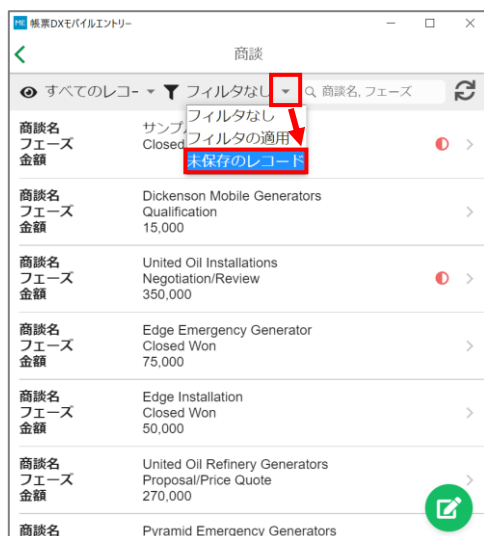 ME 帳票DXモバイルエントリー
商談
すべてのレコー フィルタなし 商談名, フェーズ
フィルタなし
フィルタの適用
未保存のレコード
商談名 サンプ
フェーズ Closed
金額
商談名 Dickenson Mobile Generators
フェーズ Qualification
金額 15,000
商談名 United Oil Installations
フェーズ Negotiation/Review
金額 350,000
商談名 Edge Emergency Generator
フェーズ Closed Won
金額 75,000
商談名 Edge Installation
フェーズ Closed Won
金額 50,000
商談名 United Oil Refinery Generators
フェーズ Proposal/Price Quote
金額 270,000
商談名 Pyramid Emergency Generators